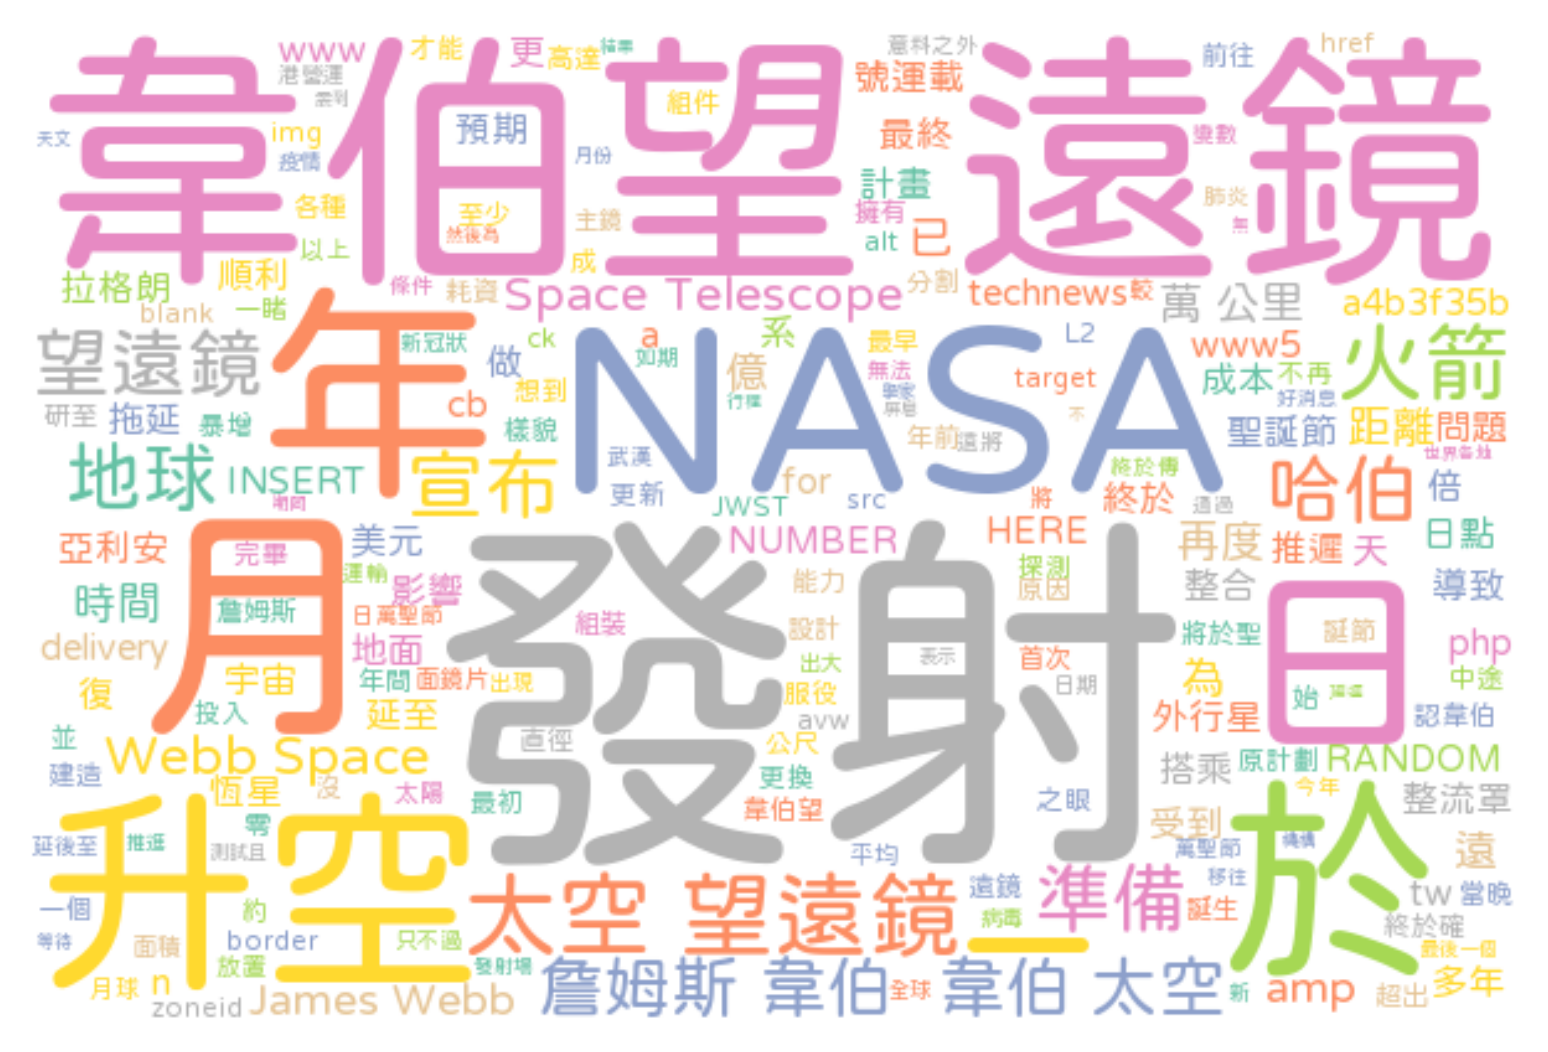 韋伯望遠鏡
www
才能
更
高達
結果
意料之外
前往
href
港營運
組件
號運載
img
預期
最終
變數
天文
疫情
月份
計畫
各種
至少
主鏡
擁有
肺炎
以上
然後為
alt
已
無
拉格朗
順利
條件
耗資
成
分割
technews
較
萬 公里
a4b3f35b
blank
一睹
Space Telescope
望遠鏡
年
新冠狀
ck
NASA
a
系
L2
www5
火箭
做
如期
億
最早
無法
target
成本
不再
想到
行程
屏息
好消息
研至
拖延
暴增
cb
樣貌
年前
遠將
不
聖誕節
距離
問題
地球
INSERT
宣布
武漢
for
終於傳
世界各地
哈伯
倍
更新
JWST
src
將
終於
透過
亞利安
月
完畢
美元
NUMBER
HERE
再度
推遲
天
日點
時間
運輸
影響
發射
能力
探測
原因
整合
日
導致
詹姆斯
日萬聖節
組裝
設計
將於聖
誕節
php
delivery
地面
出大
表示
首次
宇宙
年間
面鏡片
出現
服役
日期
為
始
中途
復
投入
延至
avw
外行星
認韋伯
並
Webb Space
直徑
公尺
搭乘
原計劃
RANDOM
建造
恆星
沒
太陽
最初
更換
之眼
今年
整流罩
升空
零
韋伯望
受到
於
延後至
推進
測試且
平均
萬聖節
遠
太空 望遠鏡
遠鏡
準備
移往
tw
當晚
一個
約
病毒
誕生
終於確
等待
面積
border
只不過
一
最後一個
放置
發射場
月球
n
詹姆斯 韋伯
全球
韋伯 太空
新
amp
超出
多年
zoneid
James Webb